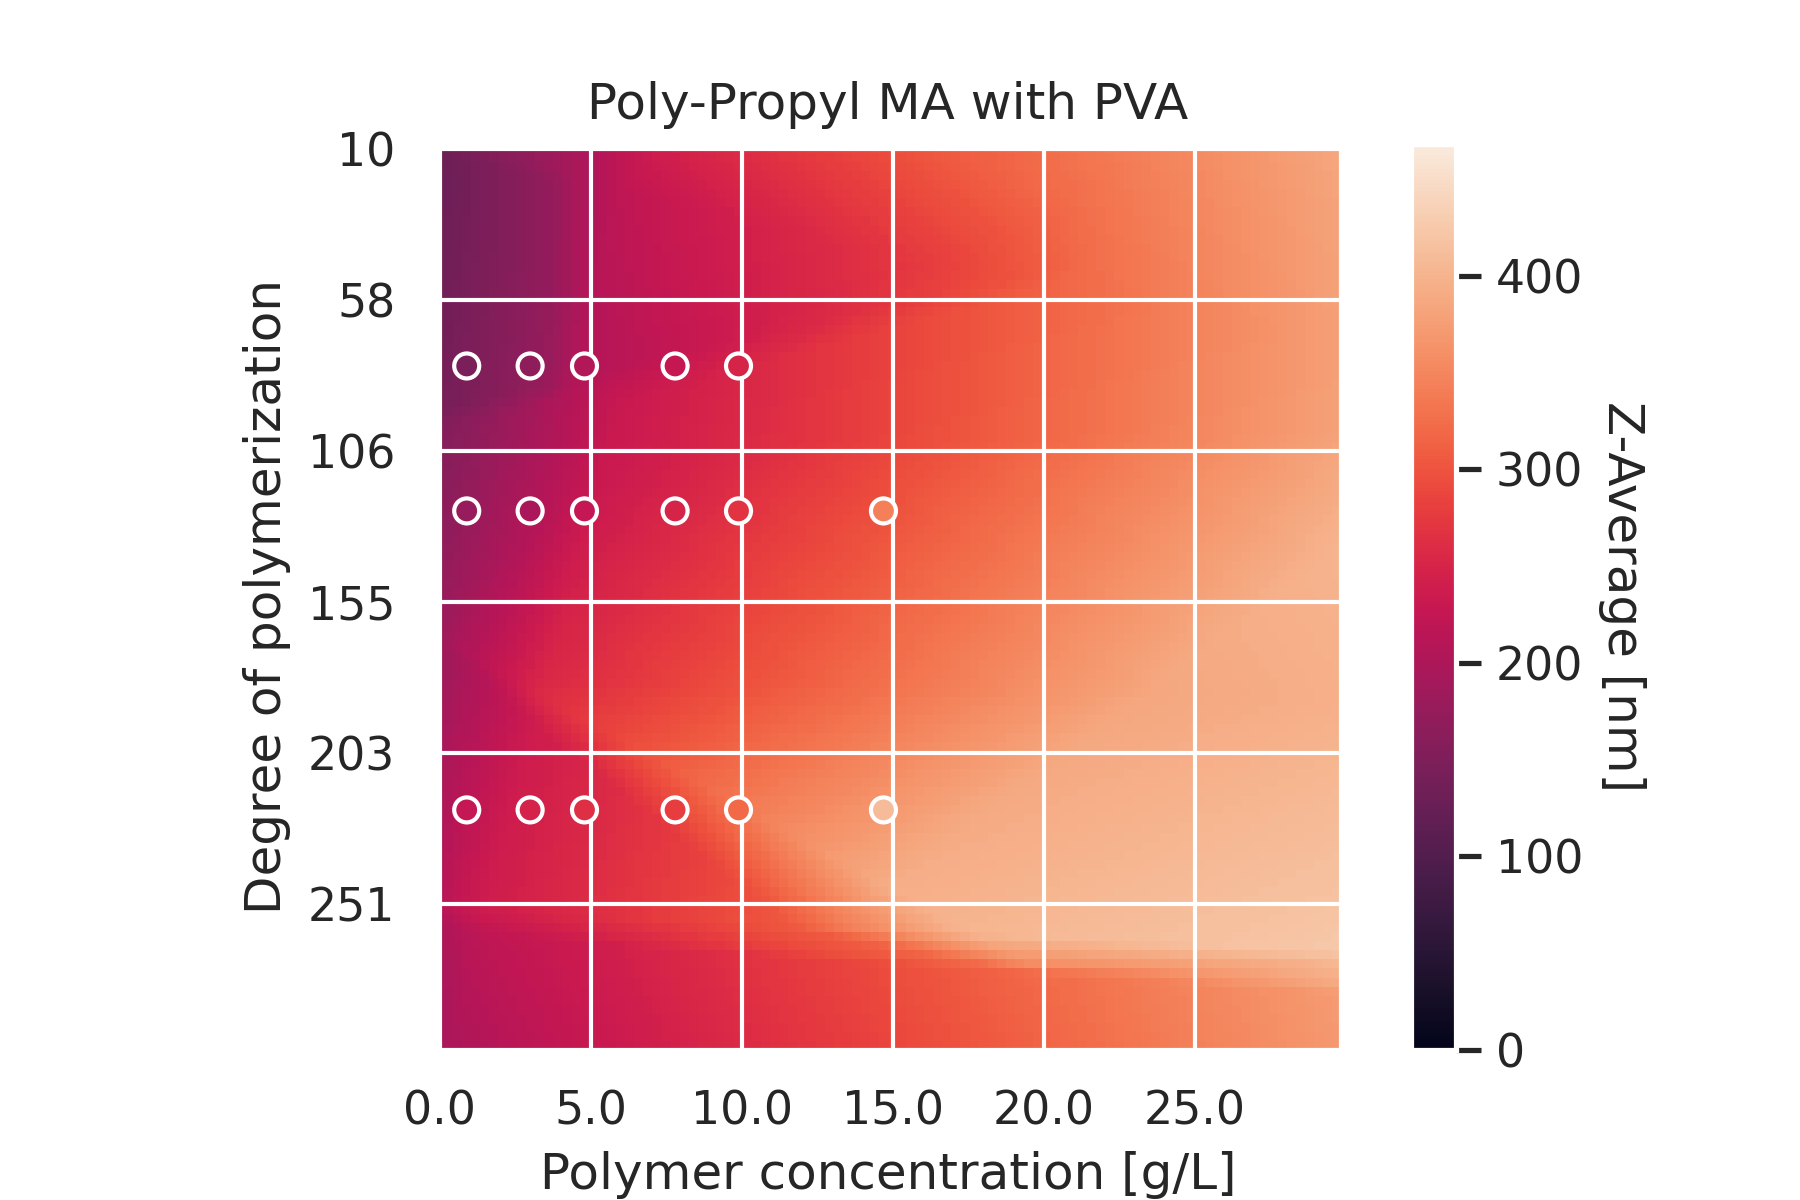 Poly-Propyl MA with PVA
Degree of polymerization
10
58
106
155
203
251
0.0 5.0 10.0 15.0 20.0 25.0
Polymer concentration [g/L]
400
300
200
100
0
Z-Average [nm]